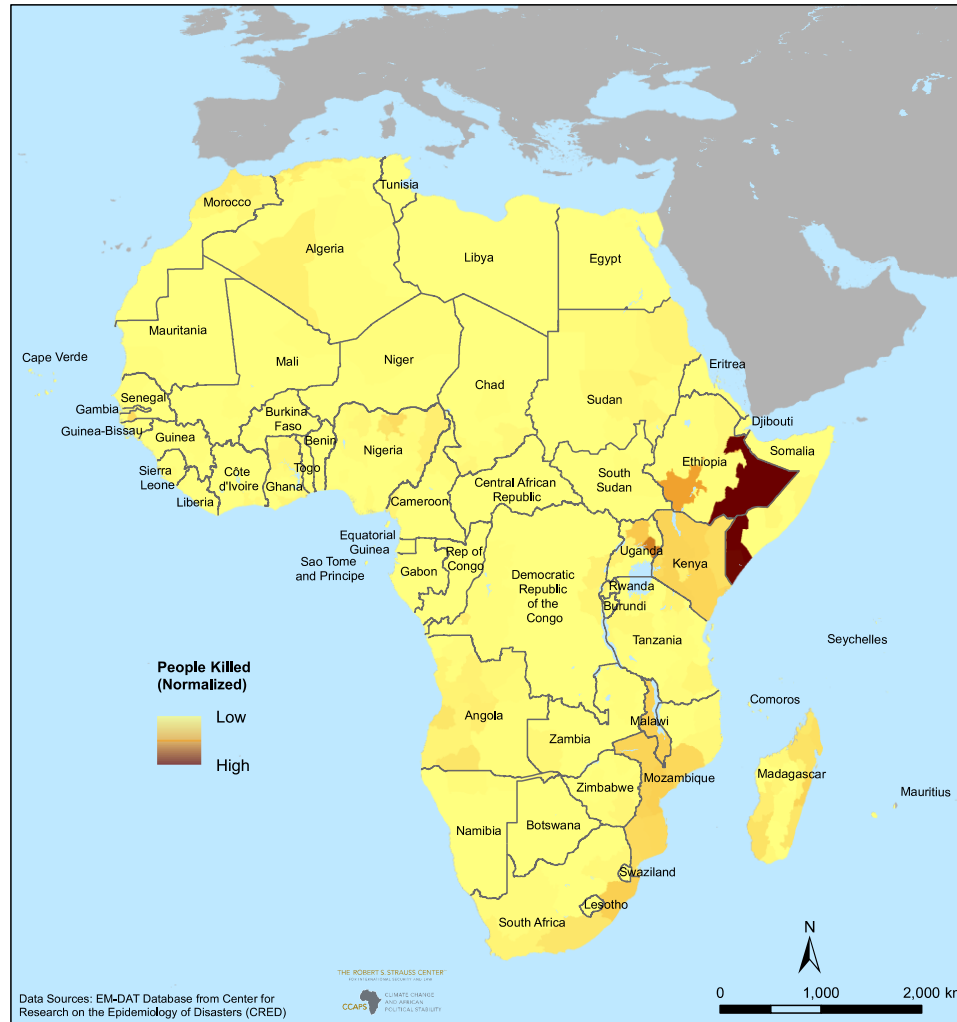 Tunisia
Morocco
Algeria
Libya
Egypt
Mauritania
Mali
Niger
Cape Verde
Chad
Eritrea
Sudan
Senegal
Gambia
Burkina
Faso
Djibouti
Guinea-Bissau
Guinea
Benin
Nigeria
Ethiopia
Somalia
Sierra
Leone
Côte
d'Ivoire
Togo
Ghana
South
Sudan
Central African
Republic
Liberia
Cameroon
Equatorial
Guinea
Sao Tome
and Principe
Rep of
Congo
Gabon
Uganda
Kenya
Democratic
Republic
of the
Congo
Rwanda
Burundi
Tanzania
Seychelles
People Killed
(Normalized)
Low
High
Comoros
Angola
Malawi
Zambia
Mozambique
Madagascar
Mauritius
Zimbabwe
Namibia
Botswana
Swaziland
Lesotho
South Africa
N
THE ROBERT S. STRAUSS CENTER
FOR INTERNATIONAL SECURITY AND LAW
CCAPS
CLIMATE CHANGE
AND AFRICAN
POLITICAL STABILITY
Data Sources: EM-DAT Database from Center for
Research on the Epidemiology of Disasters (CRED)
0 1,000 2,000 km